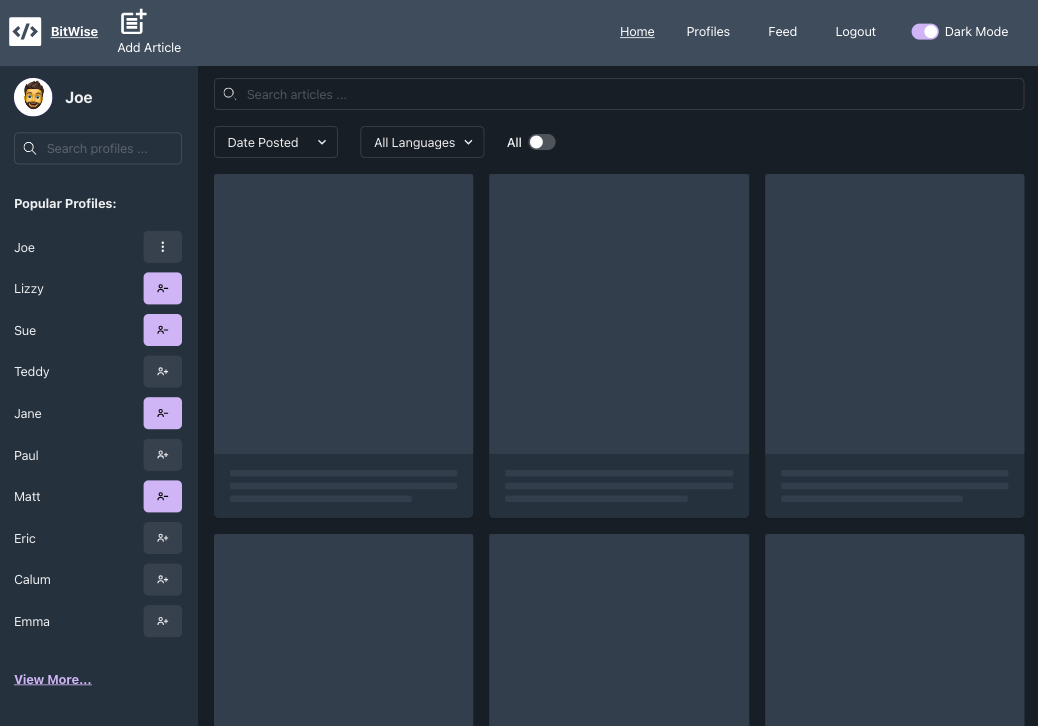 BitWise
Add Article
Home
Profiles
Feed
Logout
Dark Mode
Joe
Search profiles ...
Popular Profiles:
Joe
Lizzy
Sue
Teddy
Jane
Paul
Matt
Eric
Calum
Emma
View More...
Search articles ...
Date Posted
All Languages
All